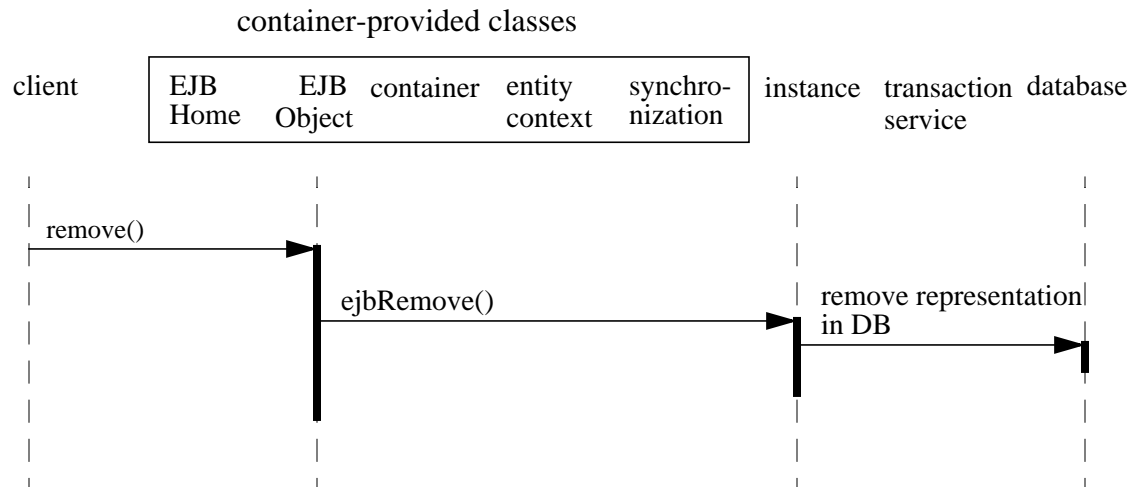 container-provided classes
client EJB EJB container entity synchro- instance transaction database
Home Object context nization service
remove()
ejbRemove()
remove representation
in DB